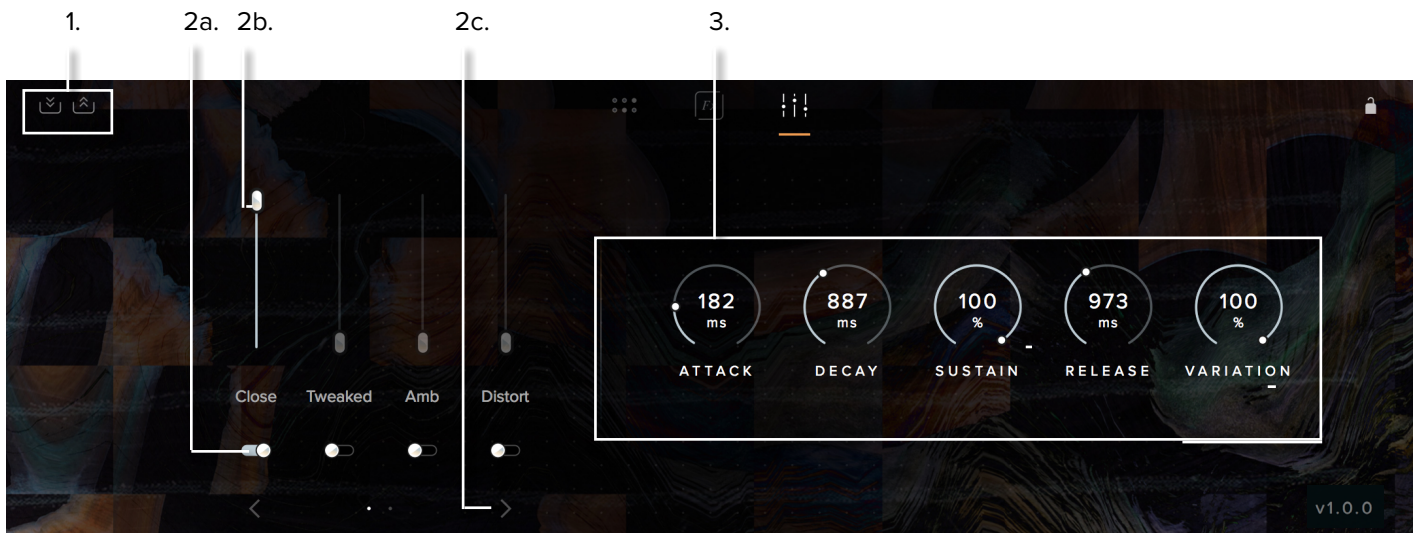 1. 2a. 2b. 2c. 3.
182 887 100 973 100
ms ms % ms %
ATTACK DECAY SUSTAIN RELEASE VARIATION
Close Tweaked Amb Distort
v1.0.0